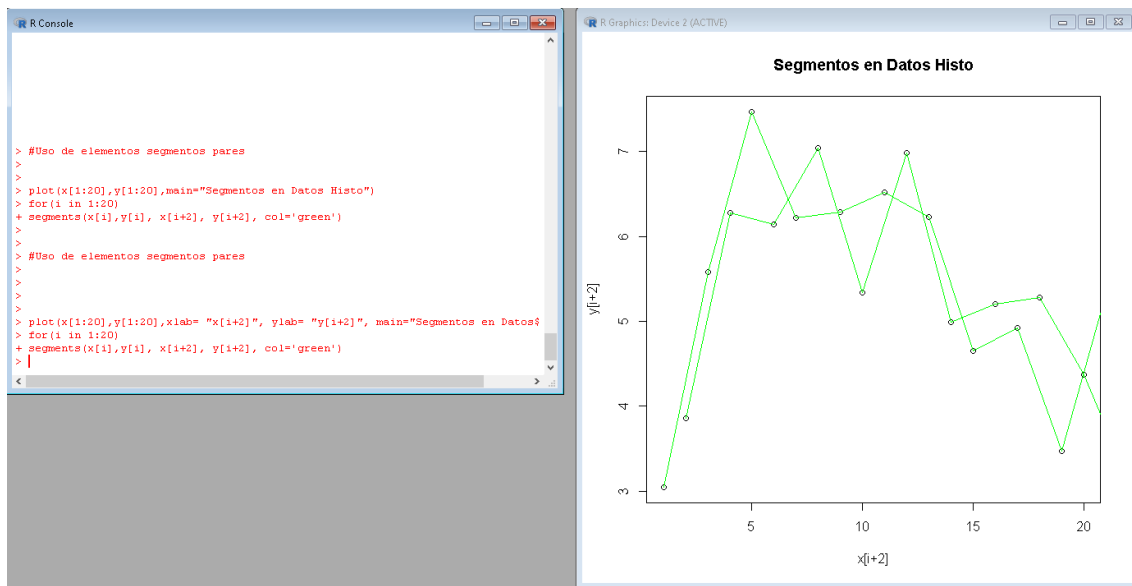 R Console
> #Uso de elementos segmentos pares
>
>
> plot(x[1:20],y[1:20],main="Segmentos en Datos Histo")
> for(i in 1:20)
+ segments(x[i],y[i], x[i+2], y[i+2], col='green')
>
>
> #Uso de elementos segmentos pares
>
>
>
>
> plot(x[1:20],y[1:20],xlab= "x[i+2]", ylab= "y[i+2]", main="Segmentos en Datos$
> for(i in 1:20)
+ segments(x[i],y[i], x[i+2], y[i+2], col='green')
>
R Graphics: Device 2 (ACTIVE)
Segmentos en Datos Histo
y[i+2]
7
6
5
4
3
5 10 15 20
x[i+2]